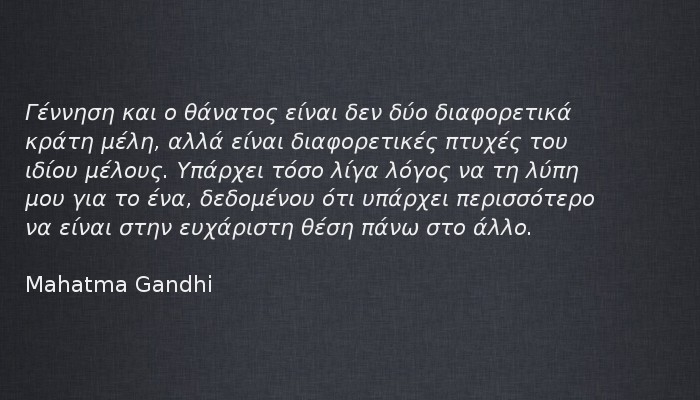 Γέννηση και ο θάνατος είναι δεν δύο διαφορετικά
κράτη μέλη, αλλά είναι διαφορετικές πτυχές του
ιδίου μέλους. Υπάρχει τόσο λίγα λόγος να τη λύπη
μου για το ένα, δεδομένου ότι υπάρχει περισσότερο
να είναι στην ευχάριστη θέση πάνω στο άλλο.
Mahatma Gandhi